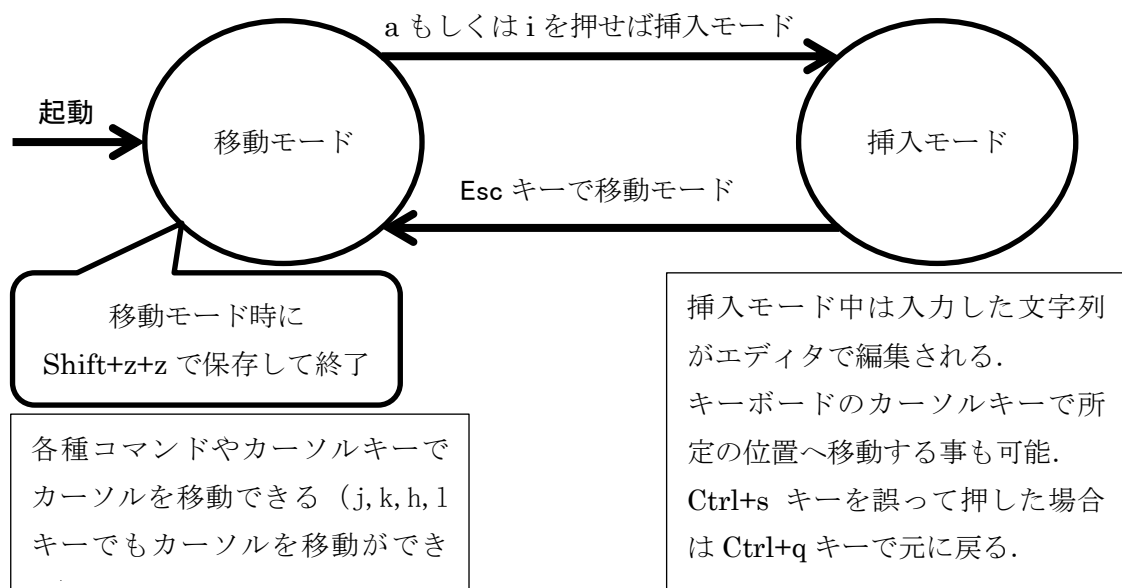 a もしくは i を押せば挿入モード
起動
移動モード
挿入モード
Esc キーで移動モード
移動モード時に
Shift+z+z で保存して終了
挿入モード中は入力した文字列
がエディタで編集される.
キーボードのカーソルキーで所
定の位置へ移動する事も可能.
Ctrl+s キーを誤って押した場合
は Ctrl+q キーで元に戻る.
各種コマンドやカーソルキーで
カーソルを移動できる（j,k,h,l
キーでもカーソルを移動ができ